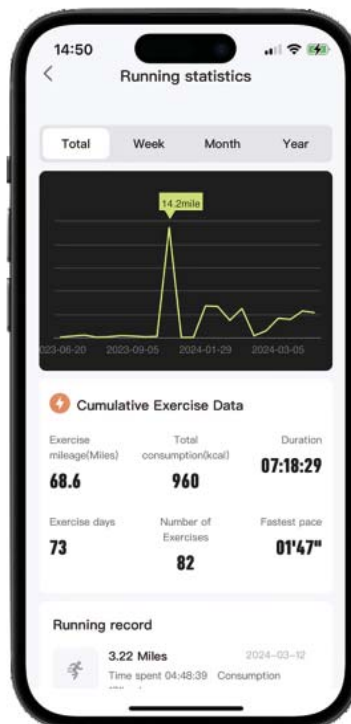 14:50
Running statistics
Total Week Month Year
14.2mile
023-06-20 2023-09-05 2024-01-29 2024-03-05
Cumulative Exercise Data
Exercise mileage(Miles)
68.6
Total consumption(kcal)
960
Duration
07:18:29
Exercise days
73
Number of Exercises
82
Fastest pace
01'47"
Running record
3.22 Miles 2024-03-12
Time spent 04:48:39 Consumption